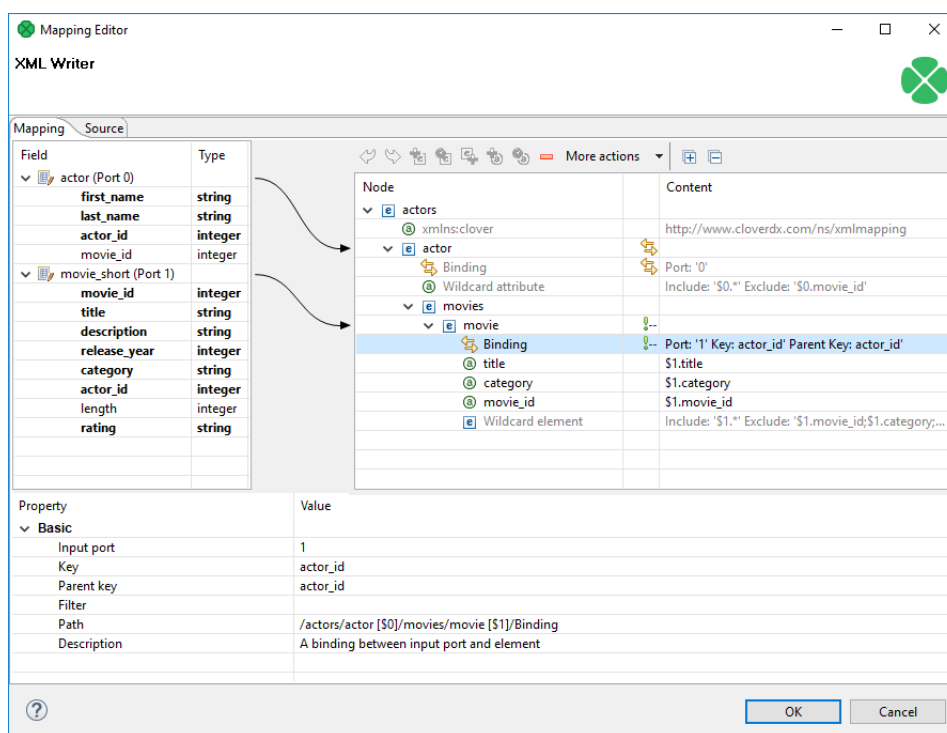 Mapping Editor
XML Writer
Mapping Source
Field Type
actor (Port 0)
first_name string
last_name string
actor_id integer
movie_id integer
movie_short (Port 1)
movie_id integer
title string
description string
release_year integer
category string
actor_id integer
length integer
rating string
More actions
Node Content
actors
xmlns:clover http://www.cloverdx.com/ns/xmlmapping
actor
Binding Port: '0'
Wildcard attribute Include: '$0.*' Exclude: '$0.movie_id'
movies
movie
Binding Port: '1' Key: actor_id' Parent Key: actor_id'
title $1.title
category $1.category
movie_id $1.movie_id
Wildcard element Include: '$1.*' Exclude: '$1.movie_id;$1.category;...
Property Value
Basic
Input port 1
Key actor_id
Parent key actor_id
Filter
Path /actors/actor [$0]/movies/movie [$1]/Binding
Description A binding between input port and element
OK Cancel